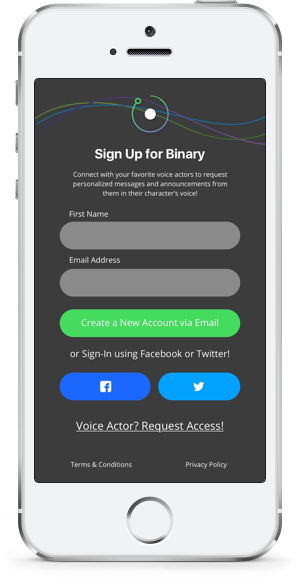 Sign Up for Binary
Connect with your favorite voice actors to request
personalized messages and announcements from
them in their character's voice!
First Name
Email Address
Create a New Account via Email
or Sign-In using Facebook or Twitter!
Voice Actor? Request Access!
Terms & Conditions
Privacy Policy